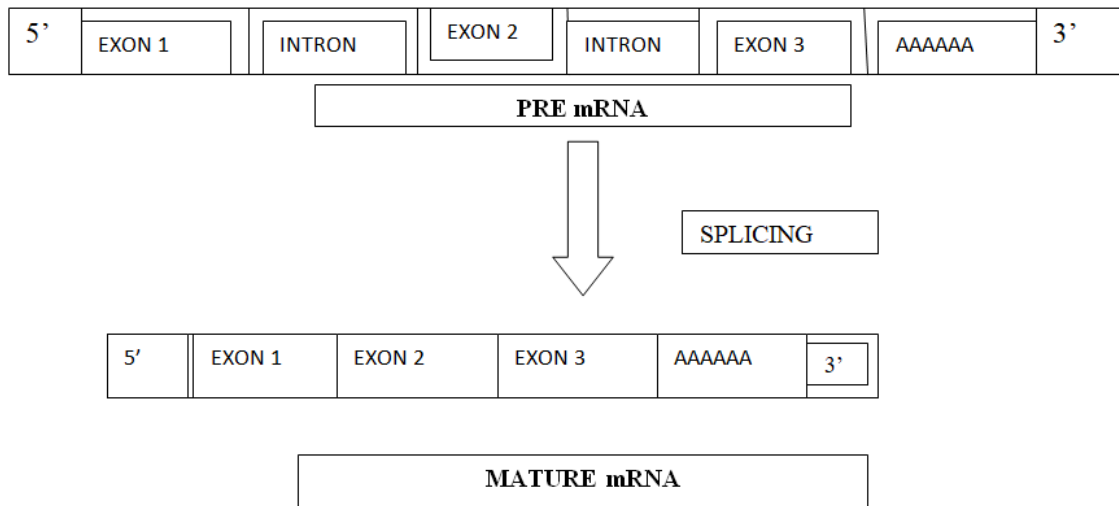 5’ EXON 1 INTRON EXON 2 INTRON EXON 3 AAAAAA 3’
PRE mRNA
SPLICING
5’ EXON 1 EXON 2 EXON 3 AAAAAA 3’
MATURE mRNA